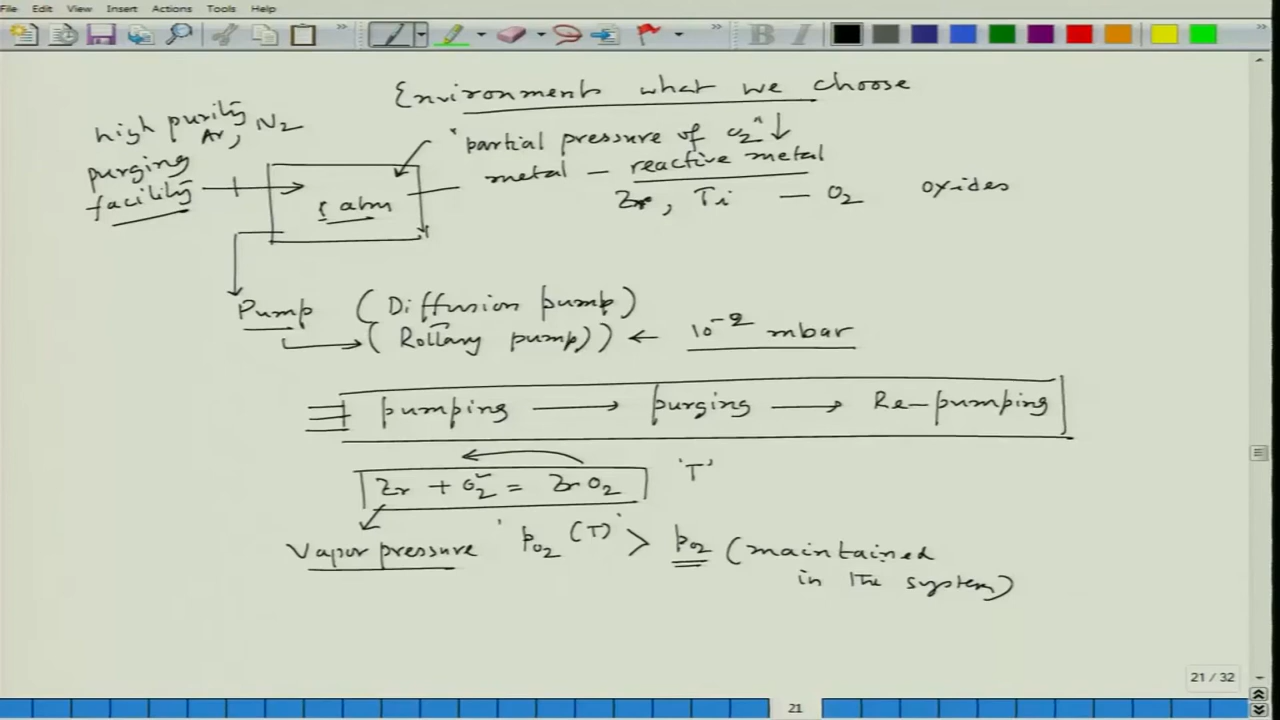 File Edit View Insert Actions Tools Help
Environments what we choose
high purity
Ar, N2
purging
facility
"partial pressure of O2" ↓
metal – reactive metal
Zr, Ti — O2 oxides
1 atm
Pump (Diffusion pump)
(Rottary pump)) ← 10-2 mbar
pumping → purging → Re-pumping
Zr + O2 = ZrO2 'T'
Vapor pressure 'pO2 (T)' > pO2 (maintained
in the system)
21 / 32
21